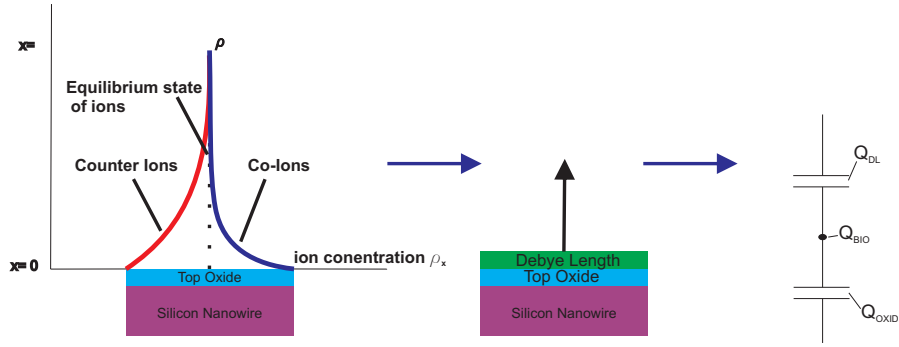 x=
ρ
Equilibrium state
of ions
Counter Ions
Co-Ions
x= 0
ion conentration ρx
Top Oxide
Silicon Nanowire
Debye Length
Top Oxide
Silicon Nanowire
QDL
QBIO
QOXID